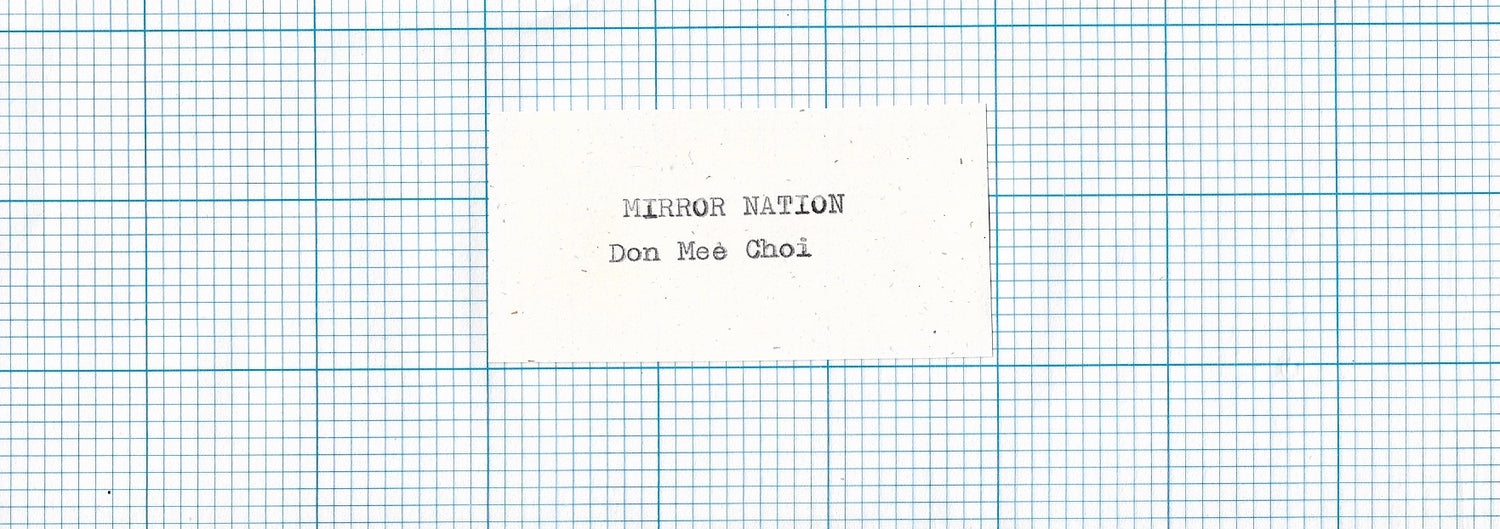 MIRROR NATION
Don Mee Choi